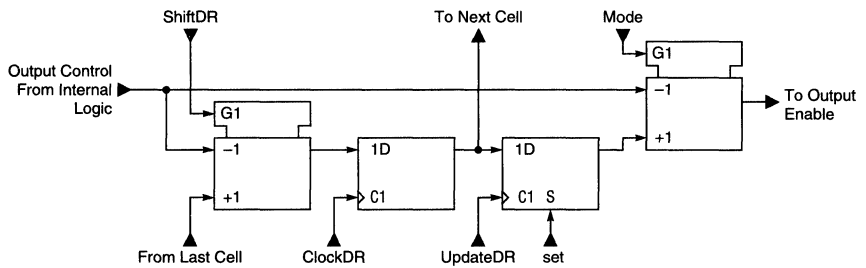 ShiftDR
To Next Cell
Mode
G1
Output Control
From Internal
Logic
–1
To Output
Enable
G1
+1
–1
1D
1D
+1
C1
C1 S
From Last Cell
ClockDR
UpdateDR
set